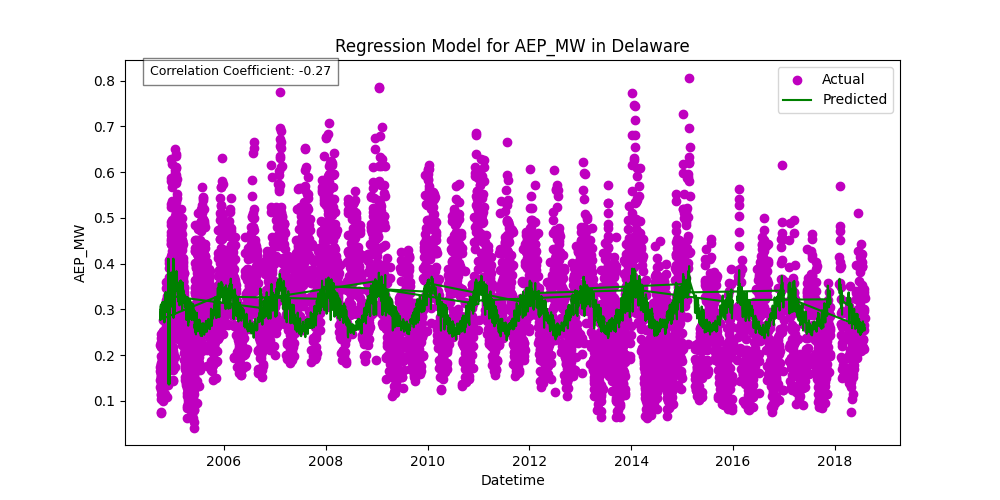 Regression Model for AEP_MW in Delaware
Correlation Coefficient: -0.27
Actual
Predicted
AEP_MW
0.8
0.7
0.6
0.5
0.4
0.3
0.2
0.1
2006 2008 2010 2012 2014 2016 2018
Datetime